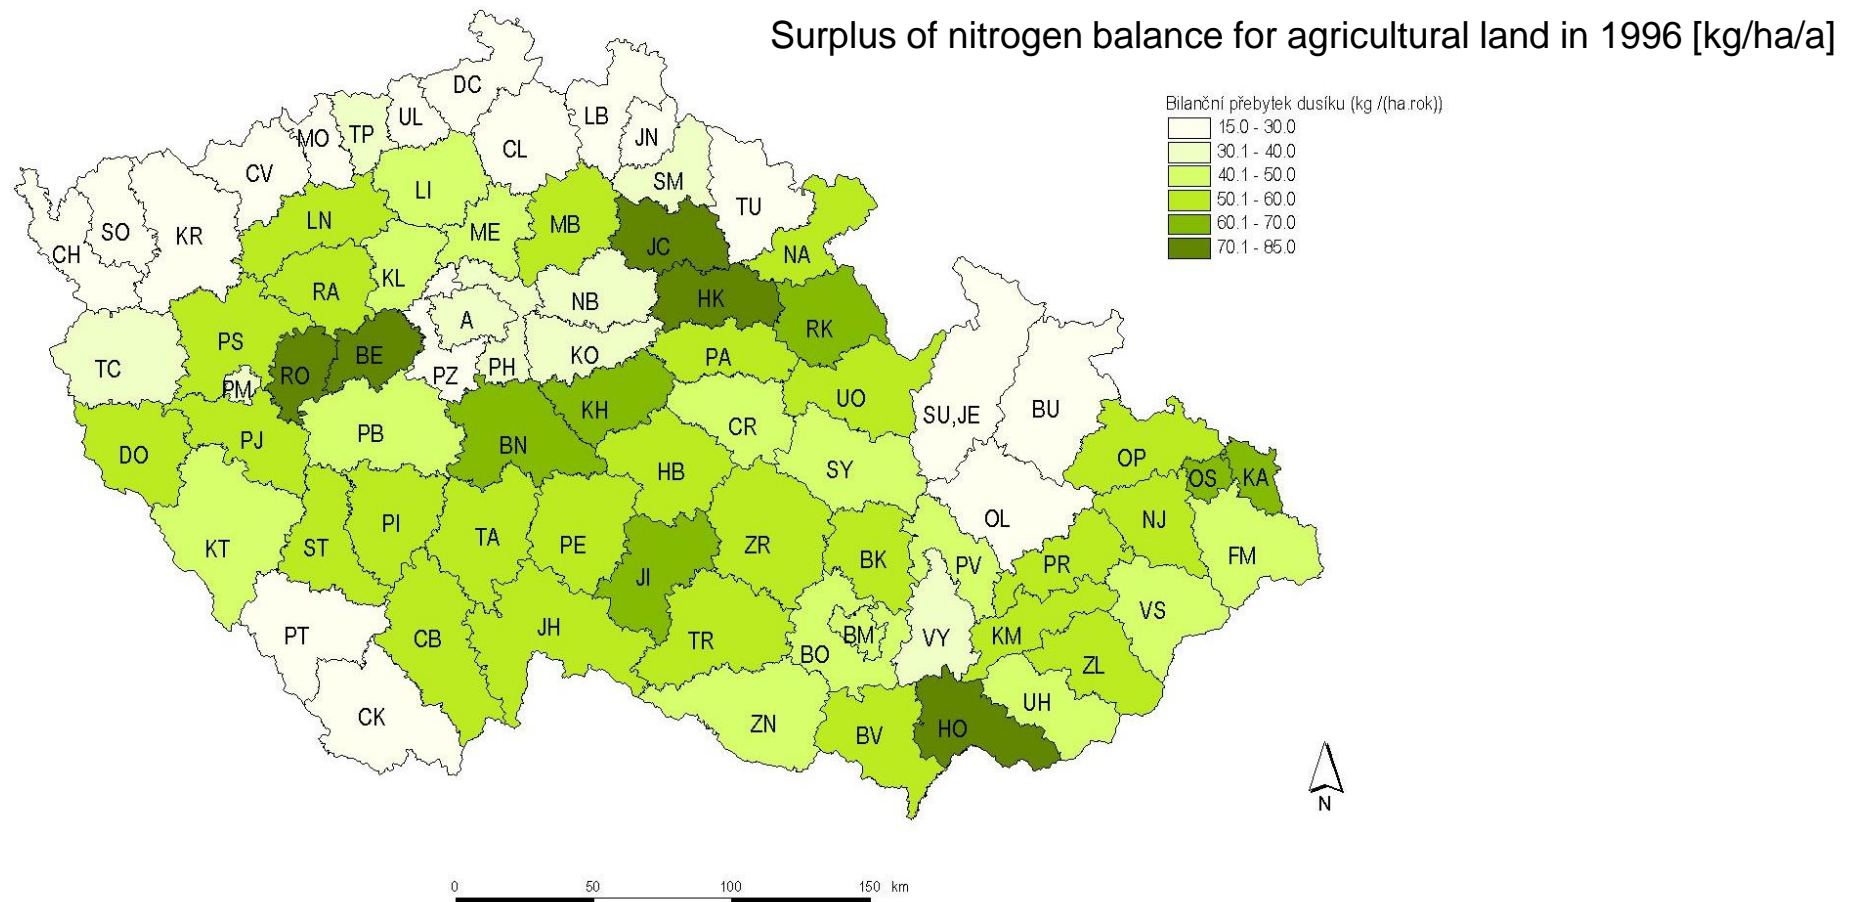 Surplus of nitrogen balance for agricultural land in 1996 [kg/ha/a]
Bilanční přebytek dusíku (kg /(ha.rok))
15.0 - 30.0
30.1 - 40.0
40.1 - 50.0
50.1 - 60.0
60.1 - 70.0
70.1 - 85.0
DC
UL
LB
MO
TP
JN
CL
CV
SM
LI
TU
LN
MB
SO
KR
ME
JC
CH
NA
KL
RA
HK
NB
A
RK
PS
BE
KO
PA
TC
RO
PH
PZ
PM
UO
KH
BU
SU,JE
CR
PB
PJ
BN
DO
OP
HB
SY
OS
KA
PI
OL
NJ
TA
PE
ZR
KT
ST
FM
BK
PV
PR
JI
VS
JH
PT
CB
TR
BM
VY
KM
BO
ZL
UH
CK
ZN
HO
BV
N
0 50 100 150 km